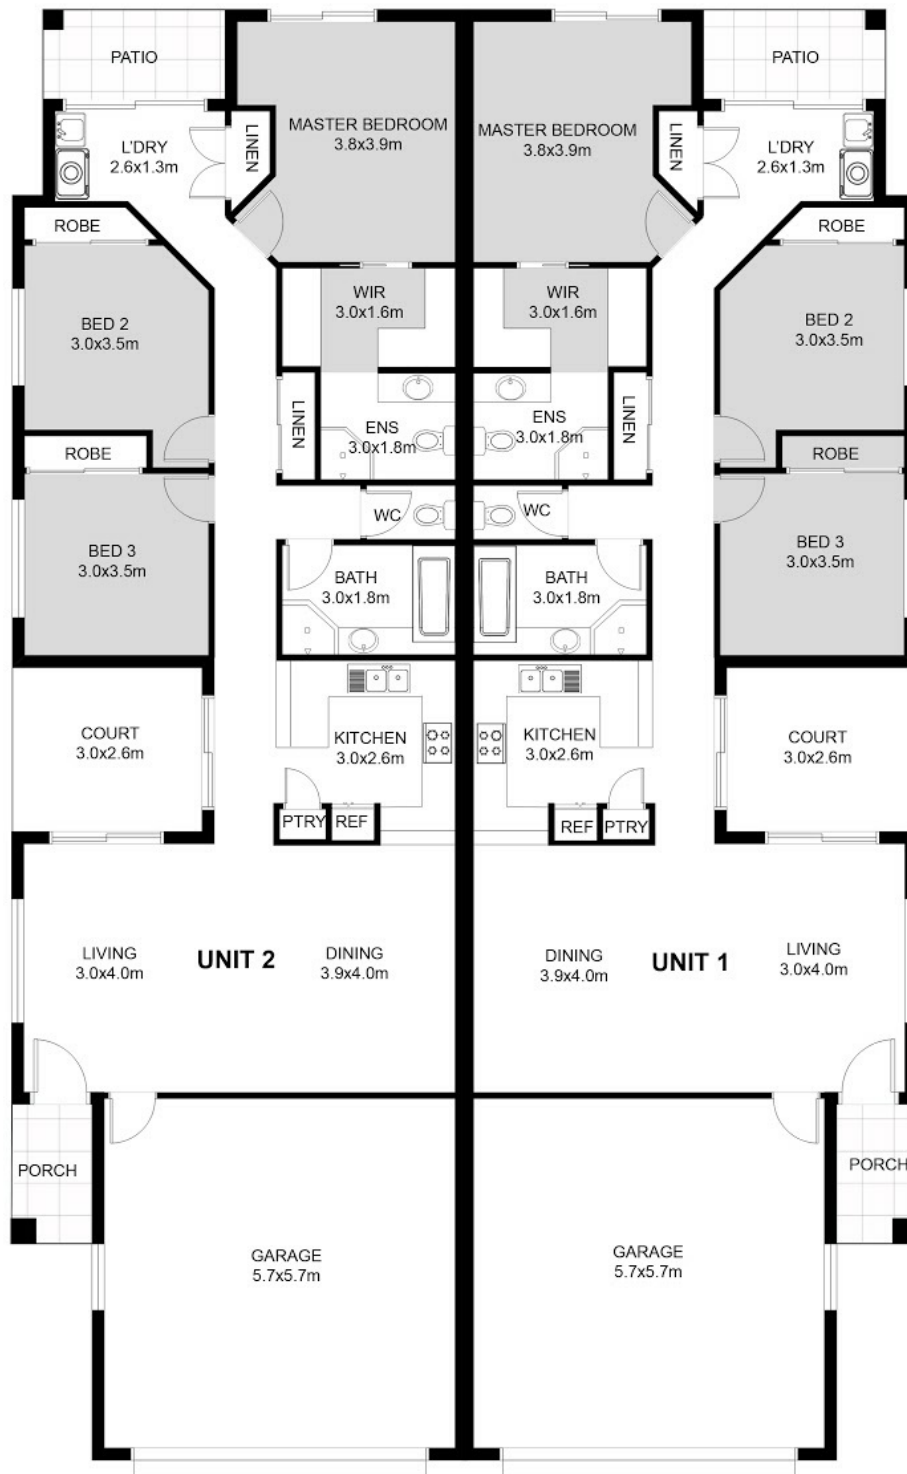 PATIO
L'DRY
2.6x1.3m
LINEN
MASTER BEDROOM
3.8x3.9m
ROBE
BED 2
3.0x3.5m
WIR
3.0x1.6m
LINEN
ENS
3.0x1.8m
ROBE
BED 3
3.0x3.5m
WC
BATH
3.0x1.8m
COURT
3.0x2.6m
KITCHEN
3.0x2.6m
PTRY
REF
LIVING
3.0x4.0m
UNIT 2
DINING
3.9x4.0m
PORCH
GARAGE
5.7x5.7m
MASTER BEDROOM
3.8x3.9m
LINEN
PATIO
L'DRY
2.6x1.3m
ROBE
WIR
3.0x1.6m
BED 2
3.0x3.5m
ENS
3.0x1.8m
LINEN
ROBE
WC
BED 3
3.0x3.5m
BATH
3.0x1.8m
KITCHEN
3.0x2.6m
COURT
3.0x2.6m
REF
PTRY
DINING
3.9x4.0m
UNIT 1
LIVING
3.0x4.0m
PORCH
GARAGE
5.7x5.7m